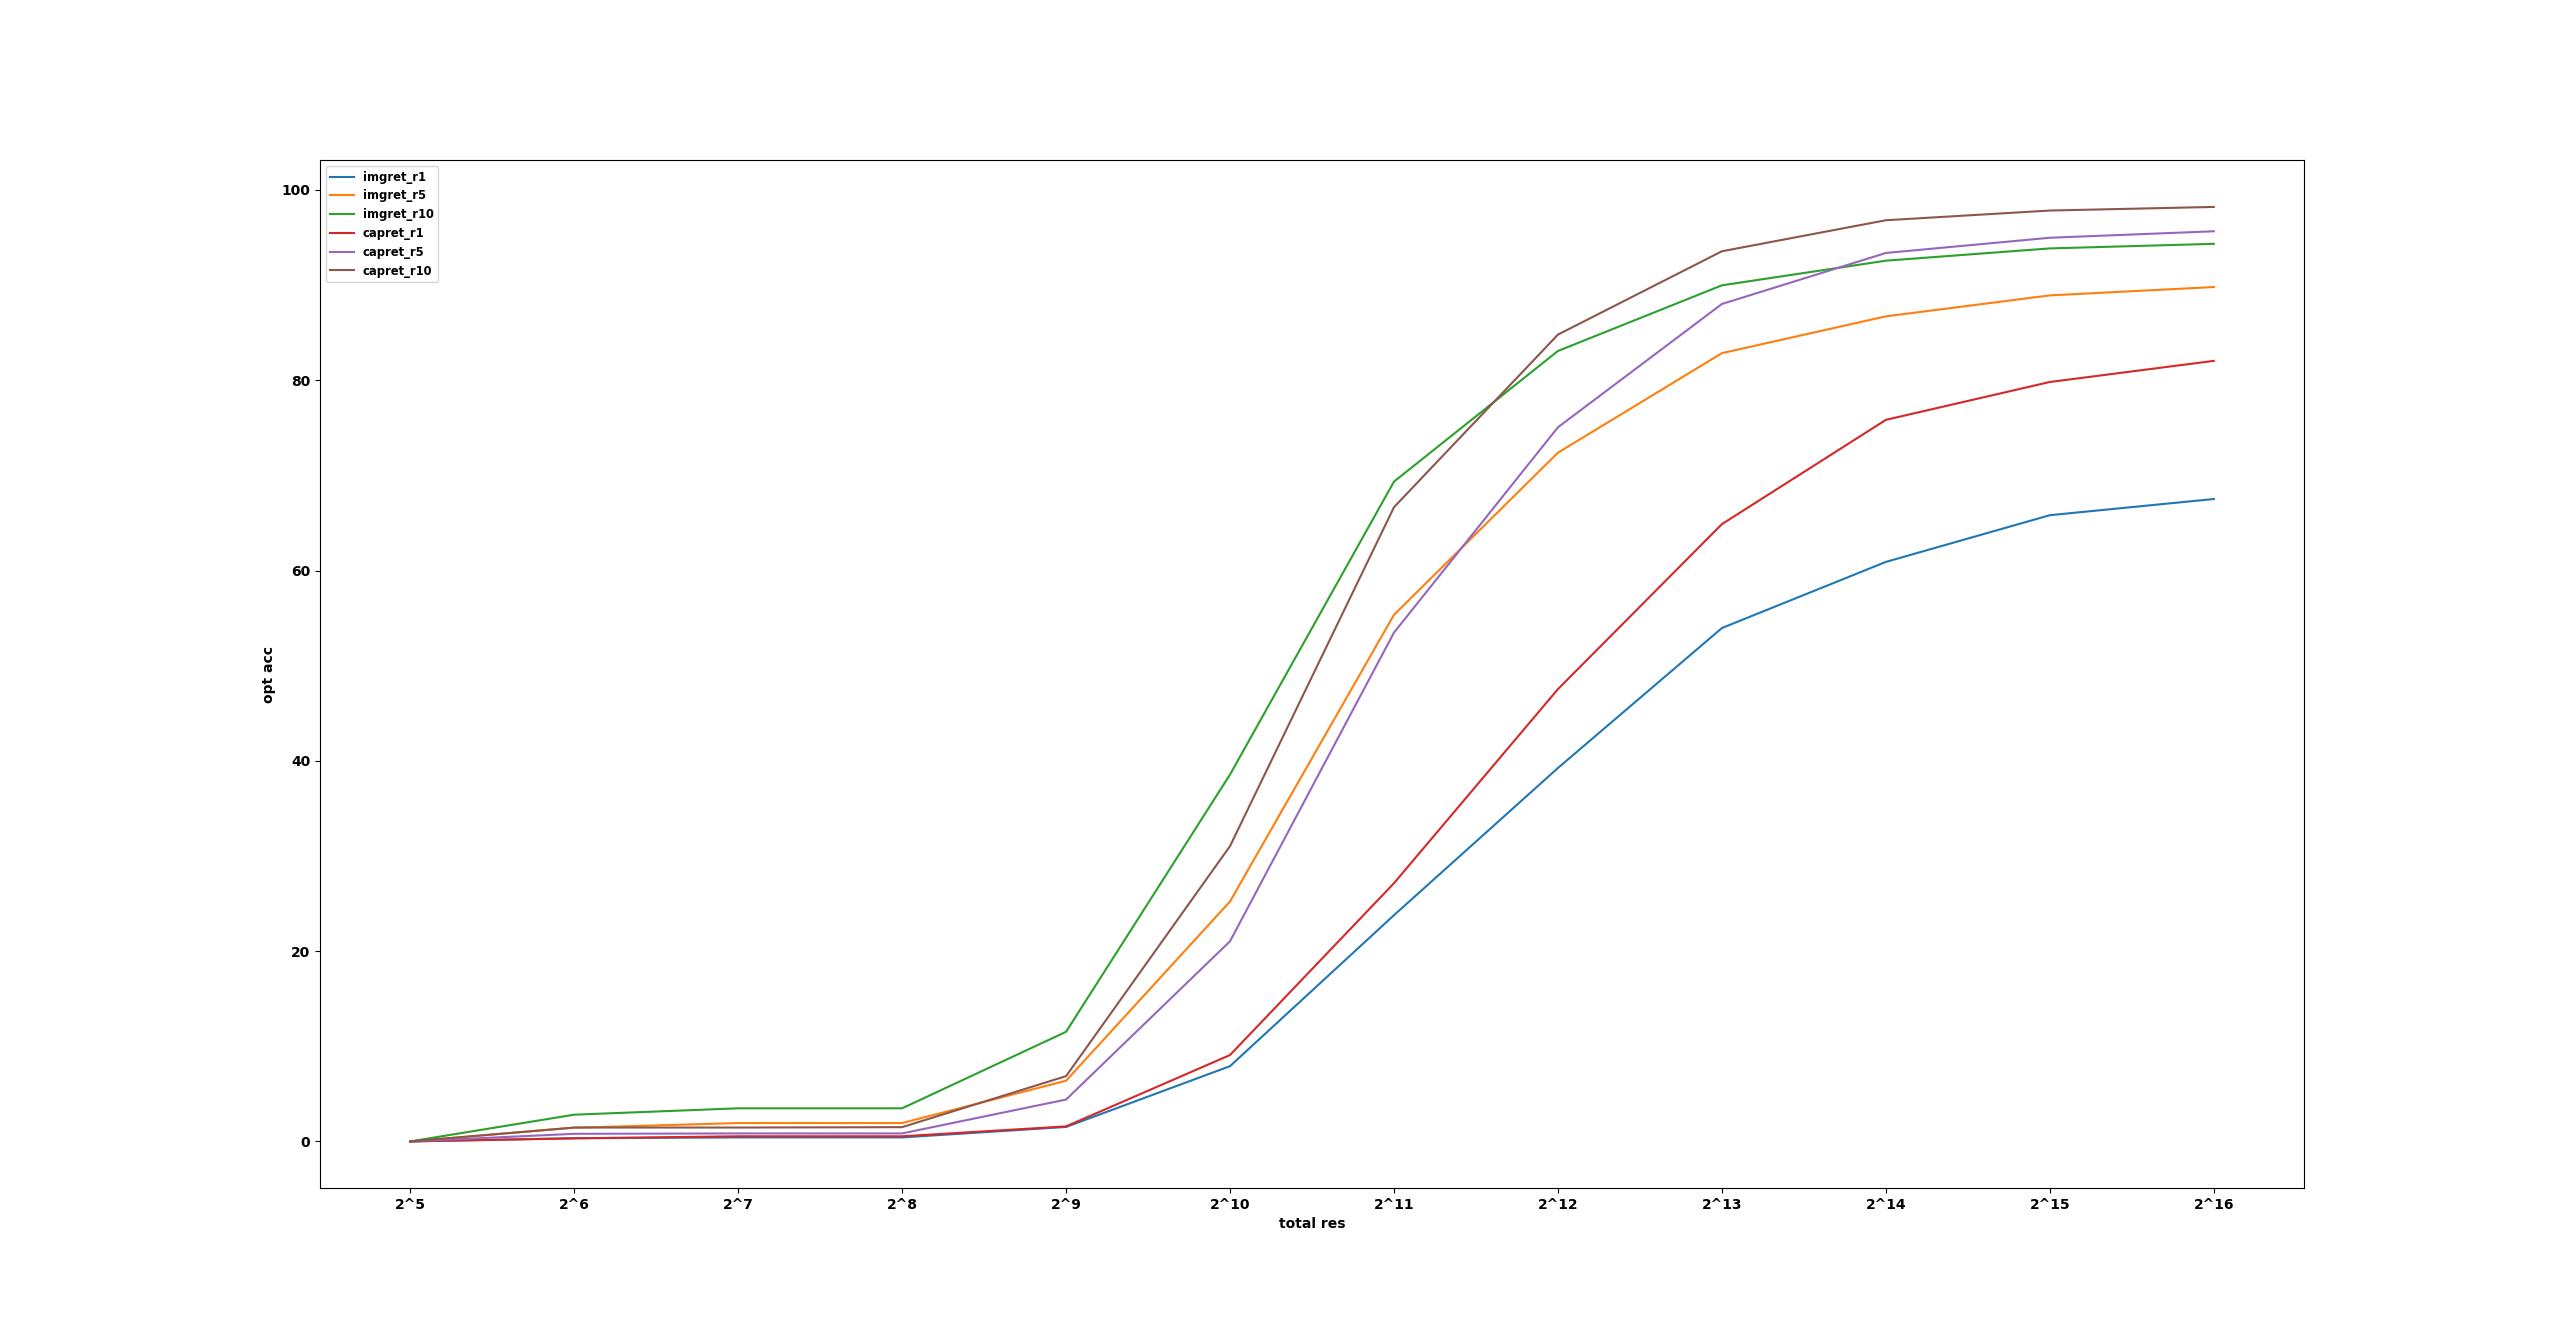 imgret_r1
imgret_r5
imgret_r10
capret_r1
capret_r5
capret_r10
100
80
60
40
20
0
opt acc
2^5 2^6 2^7 2^8 2^9 2^10 2^11 2^12 2^13 2^14 2^15 2^16
total res